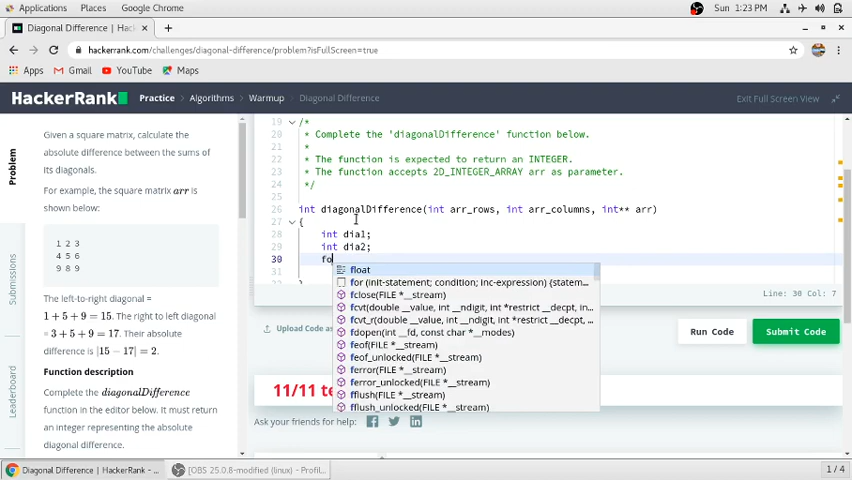 Applications Places Google Chrome Sun 1:23 PM
Diagonal Difference | Hac
hackerrank.com/challenges/diagonal-difference/problem?isFullScreen=true
Apps Gmail YouTube Maps
HackerRank Practice Algorithms Warmup Diagonal Difference Exit Full Screen View
Problem
Submissions
Leaderboard
Given a square matrix, calculate the
absolute difference between the sums of
its diagonals.
For example, the square matrix arr is
shown below:
1 2 3
4 5 6
9 8 9
The left-to-right diagonal =
1 + 5 + 9 = 15. The right to left diagonal
= 3 + 5 + 9 = 17. Their absolute
difference is |15 − 17| = 2.
Function description
Complete the diagonalDifference
function in the editor below. It must return
an integer representing the absolute
diagonal difference.
19 /*
20 * Complete the 'diagonalDifference' function below.
21 *
22 * The function is expected to return an INTEGER.
23 * The function accepts 2D_INTEGER_ARRAY arr as parameter.
24 */
25
26 int diagonalDifference(int arr_rows, int arr_columns, int** arr)
27 {
28 int dia1;
29 int dia2;
30 fo
31
float
for (init-statement; condition; inc-expression) {statem…
fclose(FILE *__stream)
fcvt(double __value, int __ndigit, int *restrict __decpt, in…
fcvt_r(double __value, int __ndigit, int *restrict __decpt, …
fdopen(int __fd, const char *__modes)
feof(FILE *__stream)
feof_unlocked(FILE *__stream)
ferror(FILE *__stream)
ferror_unlocked(FILE *__stream)
fflush(FILE *__stream)
fflush_unlocked(FILE *__stream)
Line: 30 Col: 7
Upload Code as
Run Code
Submit Code
11/11 te
Ask your friends for help:
Diagonal Difference | HackerRank - … [OBS 25.0.8-modified (linux) - Profil… 1 / 4